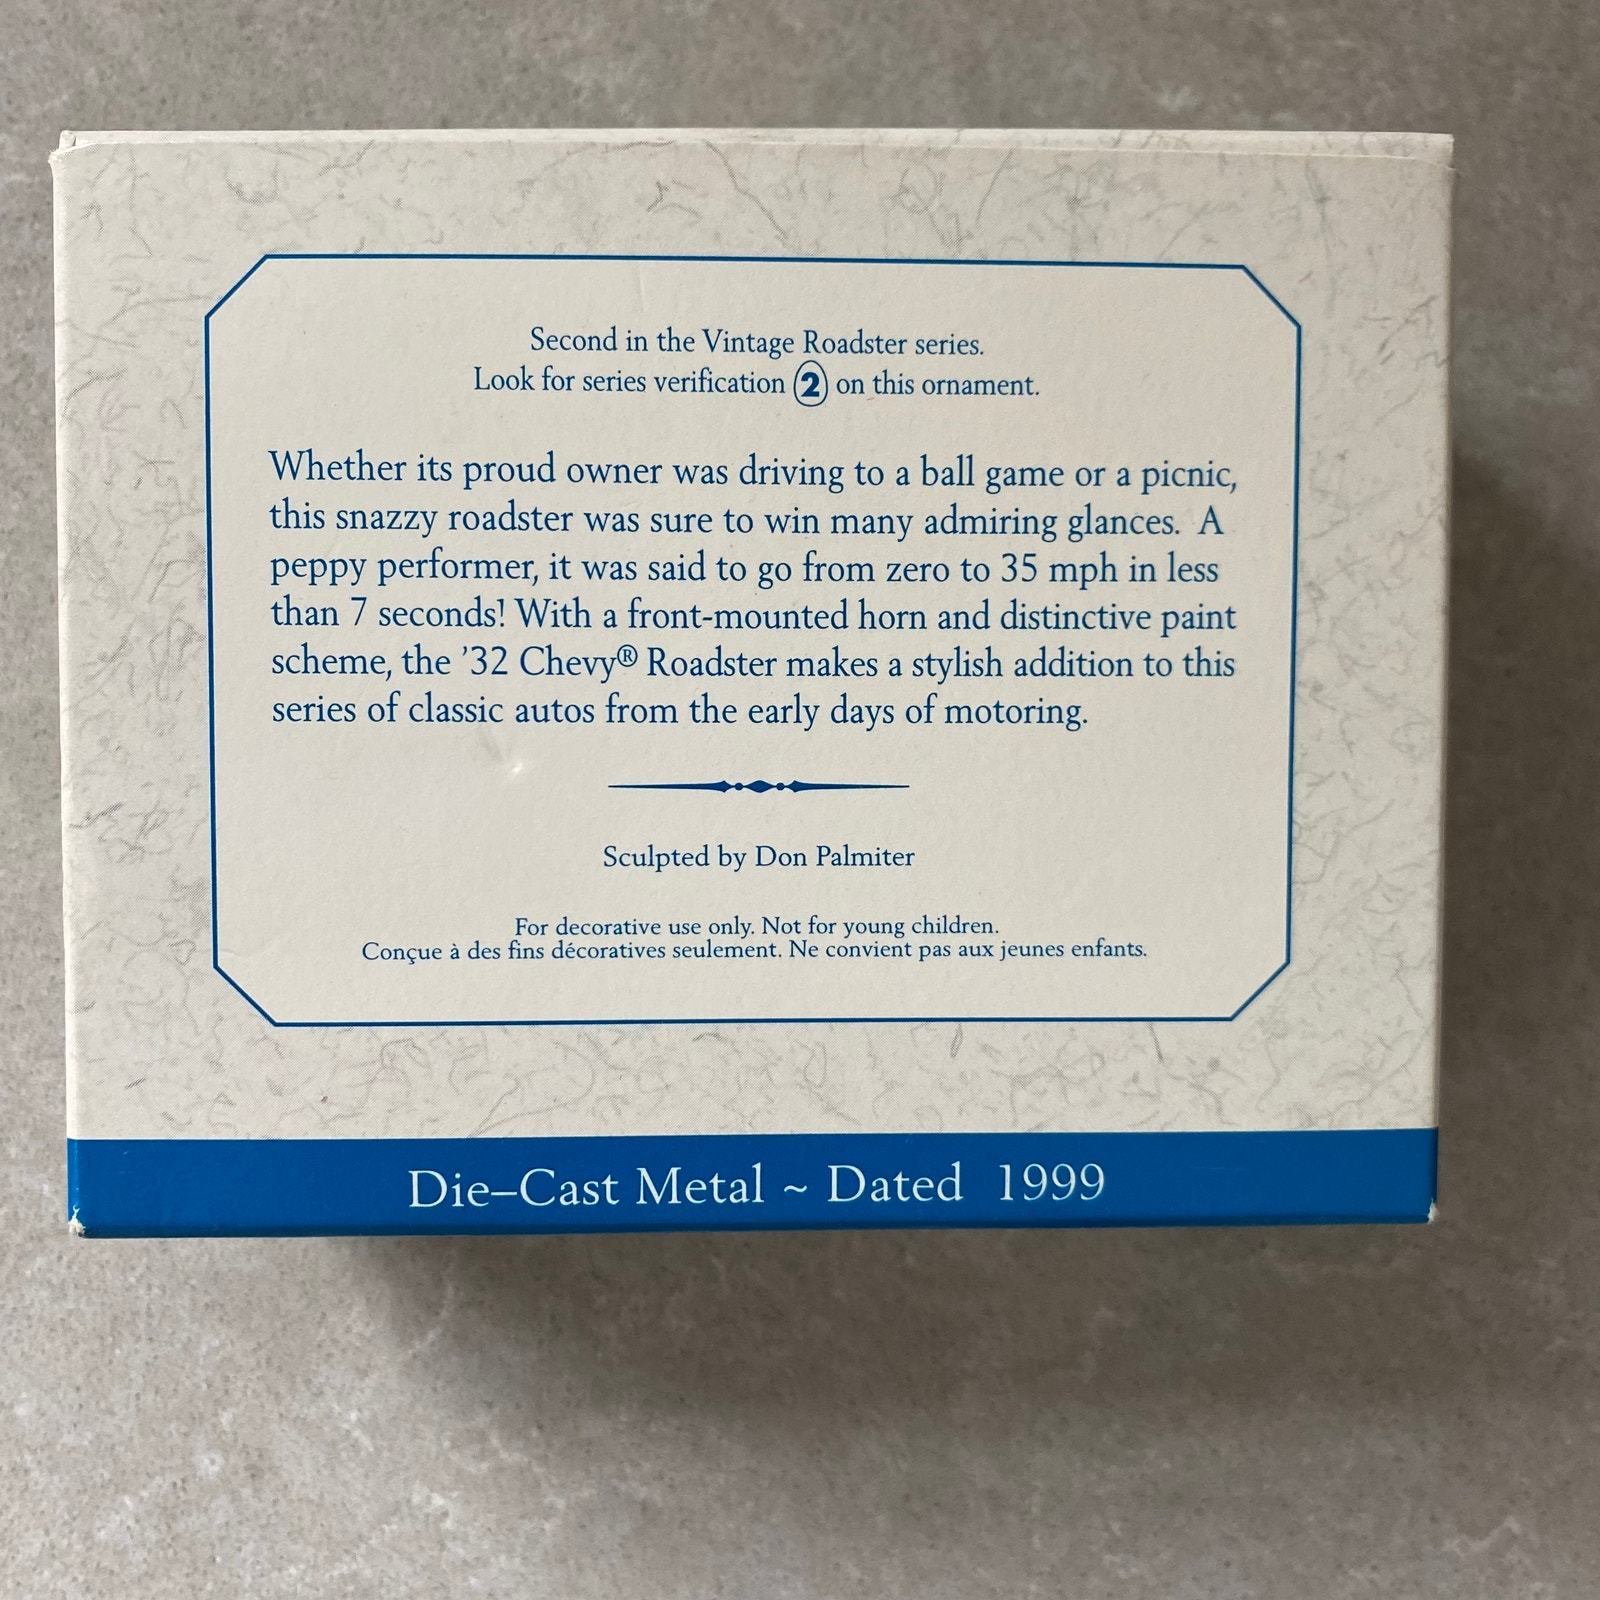 Second in the Vintage Roadster series.
Look for series verification 2 on this ornament.
Whether its proud owner was driving to a ball game or a picnic,
this snazzy roadster was sure to win many admiring glances. A
peppy performer, it was said to go from zero to 35 mph in less
than 7 seconds! With a front-mounted horn and distinctive paint
scheme, the ’32 Chevy® Roadster makes a stylish addition to this
series of classic autos from the early days of motoring.
Sculpted by Don Palmiter
For decorative use only. Not for young children.
Conçue à des fins décoratives seulement. Ne convient pas aux jeunes enfants.
Die–Cast Metal ~ Dated 1999